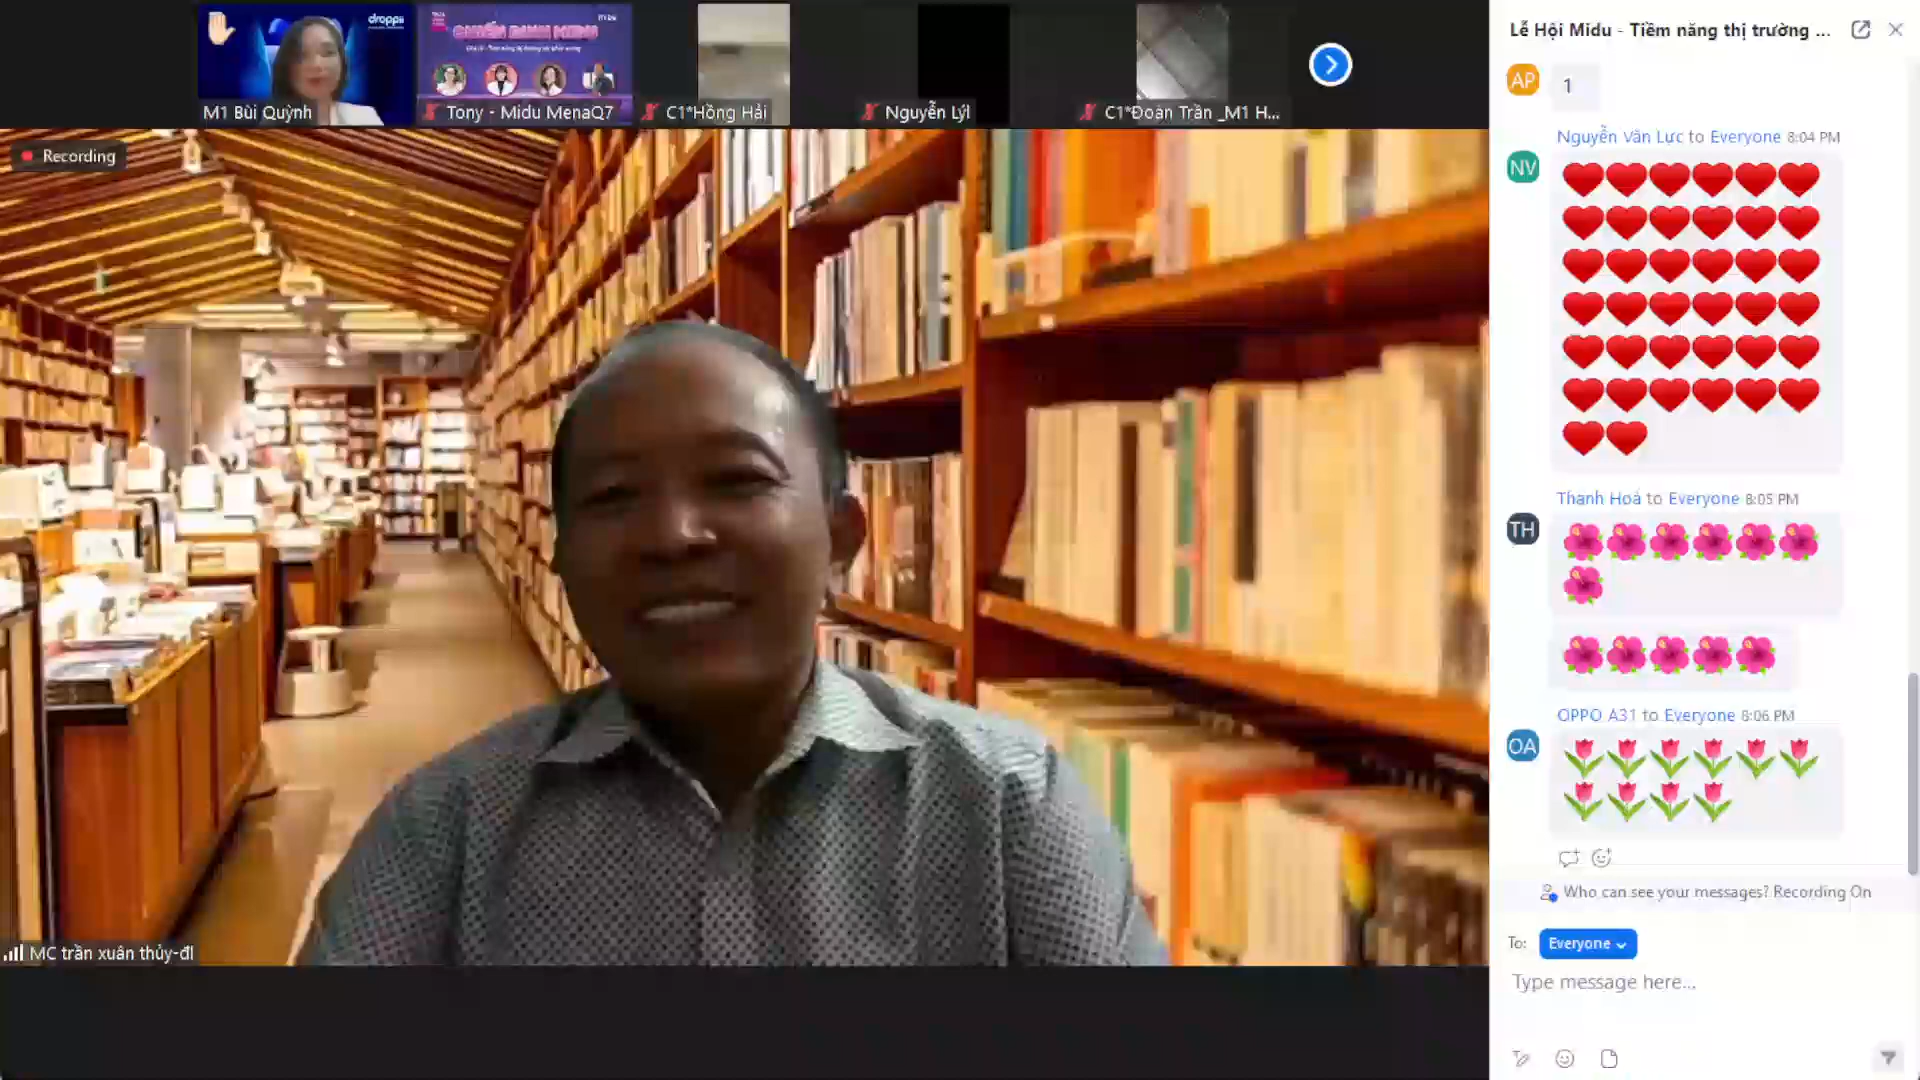 droppii
M1 Bùi Quỳnh
Tony - Midu MenaQ7
C1*Hồng Hải
Nguyễn Lýl
C1*Đoàn Trần _M1 H...
Recording
MC trần xuân thủy-đl
Lễ Hội Midu - Tiềm năng thị trường ...
AP
1
Nguyễn Văn Lực to Everyone 8:04 PM
NV
❤️❤️❤️❤️❤️❤️
❤️❤️❤️❤️❤️❤️
❤️❤️❤️❤️❤️❤️
❤️❤️❤️❤️❤️❤️
❤️❤️❤️❤️❤️❤️
❤️❤️❤️❤️❤️❤️
❤️❤️
Thanh Hoá to Everyone 8:05 PM
TH
🌺🌺🌺🌺🌺🌺
🌺
🌺🌺🌺🌺🌺
OPPO A31 to Everyone 8:06 PM
OA
🌷🌷🌷🌷🌷🌷
🌷🌷🌷🌷
Who can see your messages? Recording On
To: Everyone
Type message here...